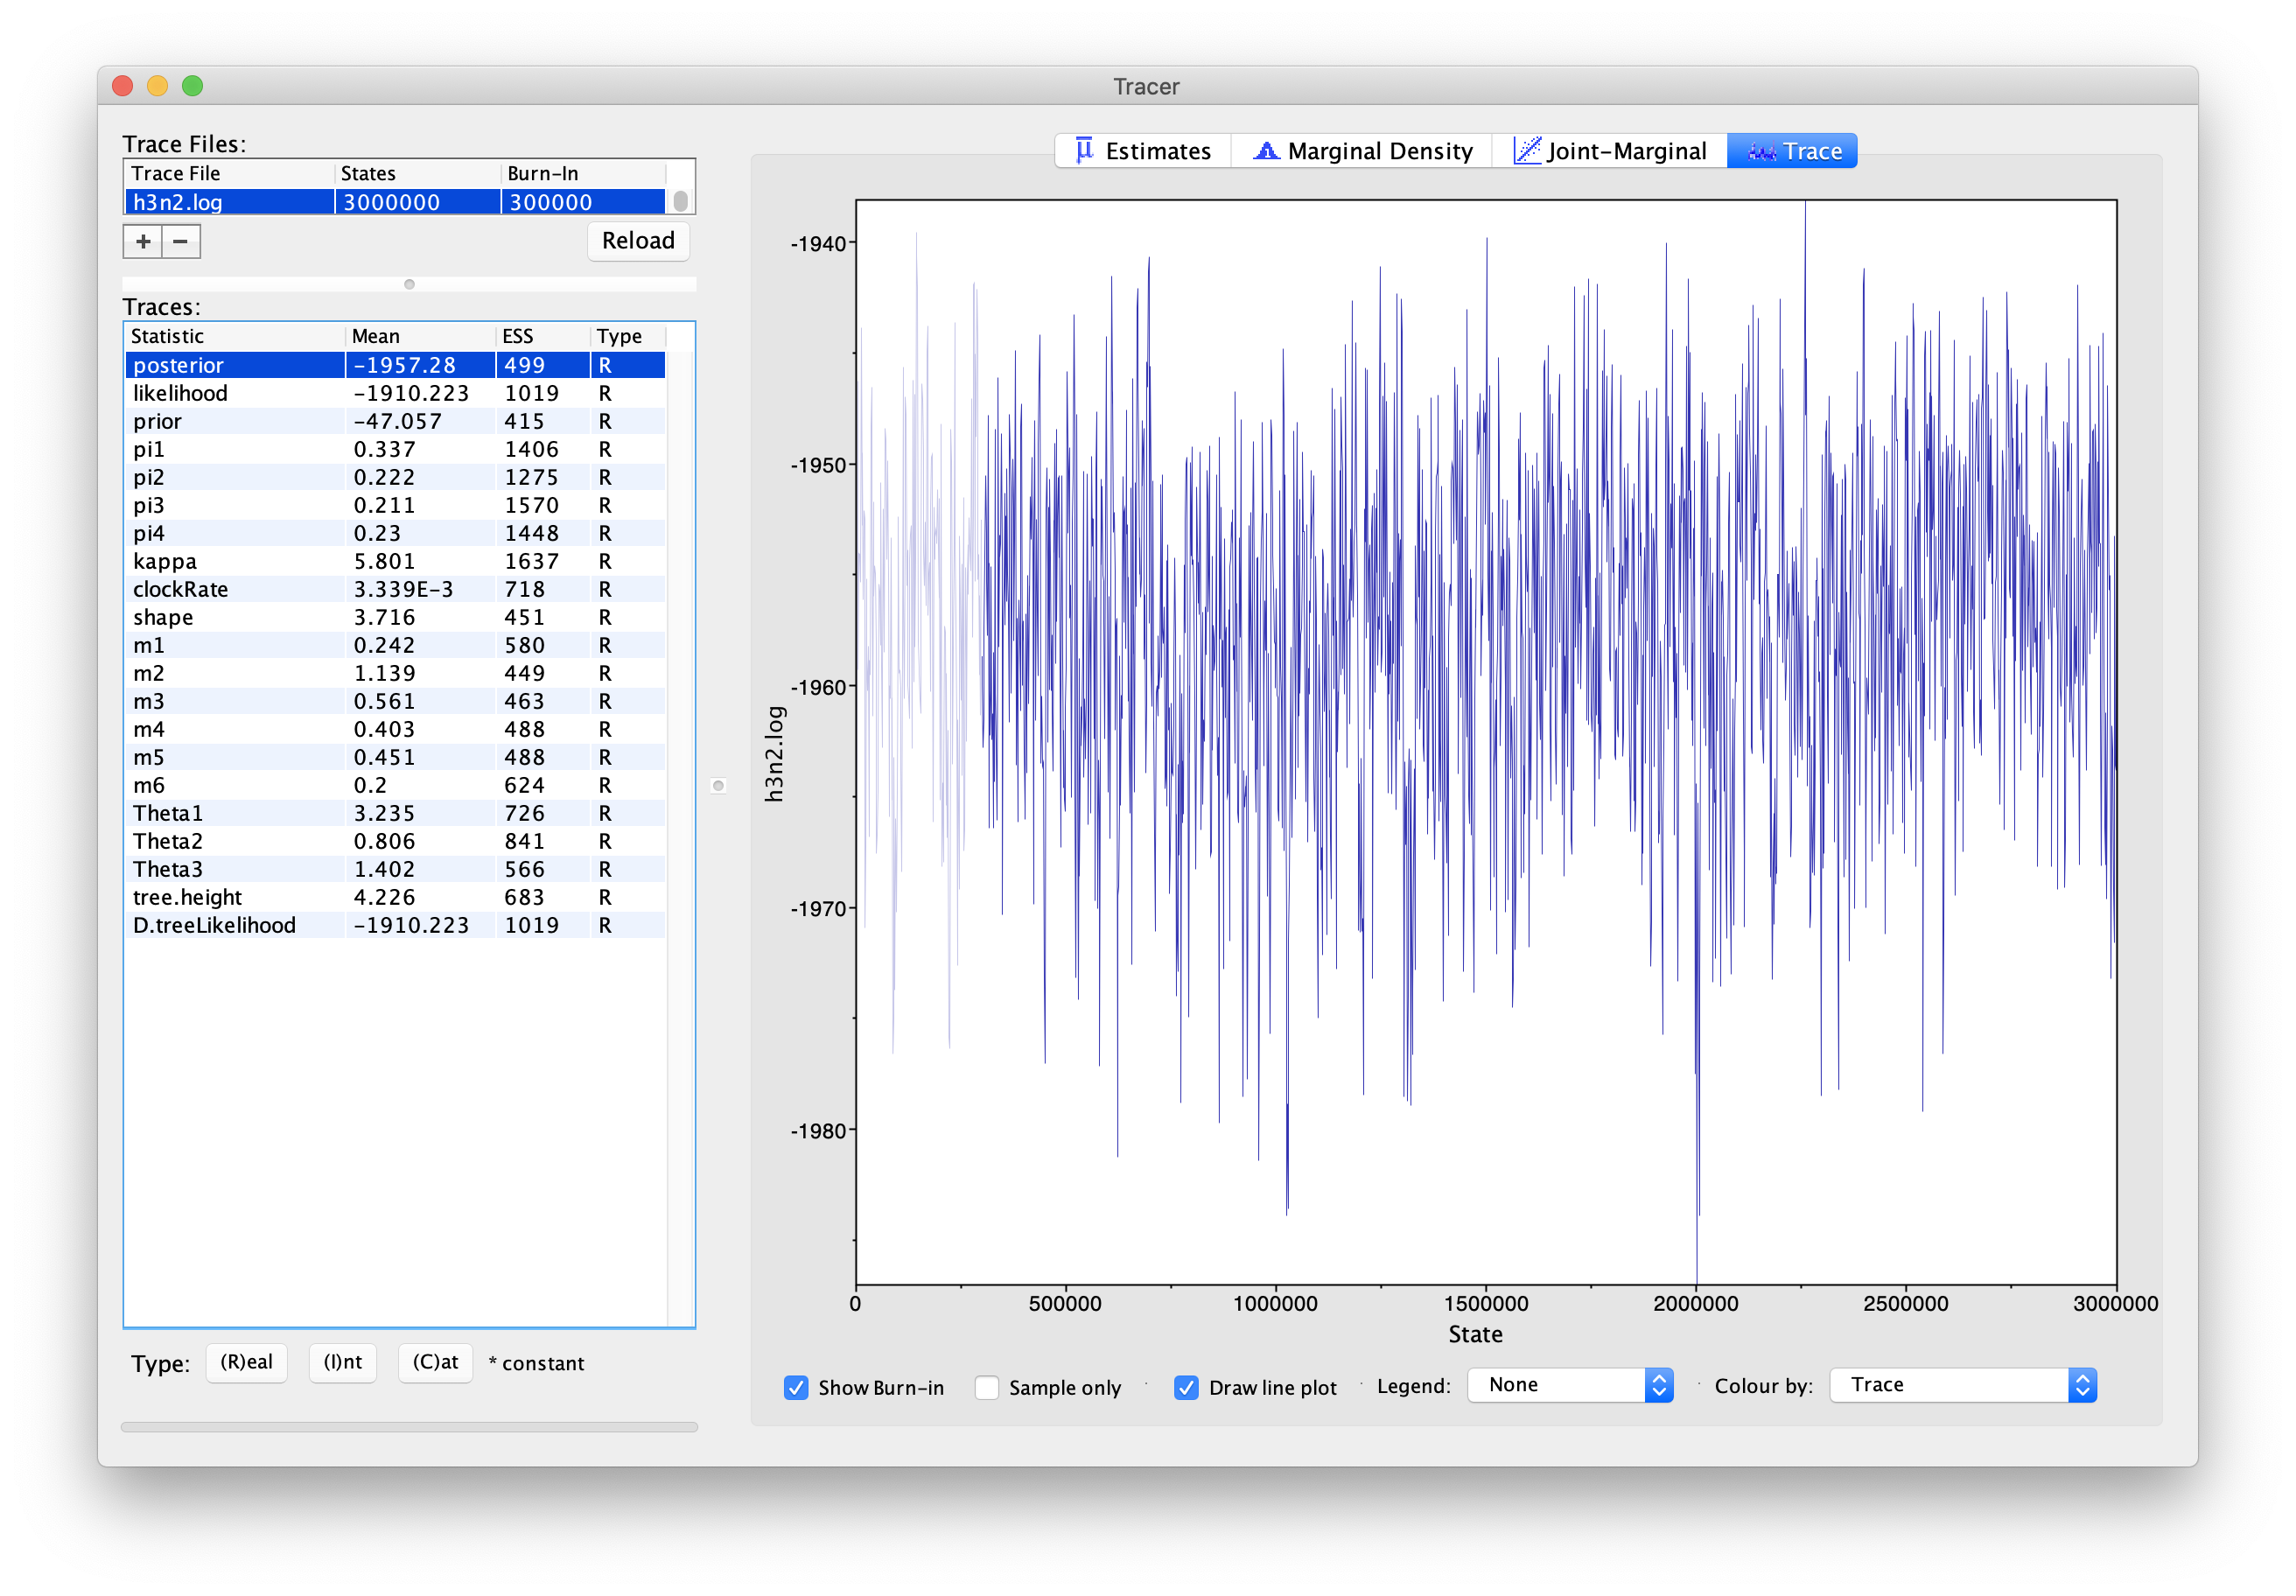 Tracer
Trace Files:
Trace File States Burn-In
h3n2.log 3000000 300000
+ −
Reload
Traces:
Statistic Mean ESS Type
posterior −1957.28 499 R
likelihood −1910.223 1019 R
prior −47.057 415 R
pi1 0.337 1406 R
pi2 0.222 1275 R
pi3 0.211 1570 R
pi4 0.23 1448 R
kappa 5.801 1637 R
clockRate 3.339E−3 718 R
shape 3.716 451 R
m1 0.242 580 R
m2 1.139 449 R
m3 0.561 463 R
m4 0.403 488 R
m5 0.451 488 R
m6 0.2 624 R
Theta1 3.235 726 R
Theta2 0.806 841 R
Theta3 1.402 566 R
tree.height 4.226 683 R
D.treeLikelihood −1910.223 1019 R
Type: (R)eal (I)nt (C)at * constant
Estimates Marginal Density Joint-Marginal Trace
-1940
-1950
-1960
-1970
-1980
h3n2.log
0 500000 1000000 1500000 2000000 2500000 3000000
State
Show Burn-in Sample only Draw line plot Legend: None Colour by: Trace